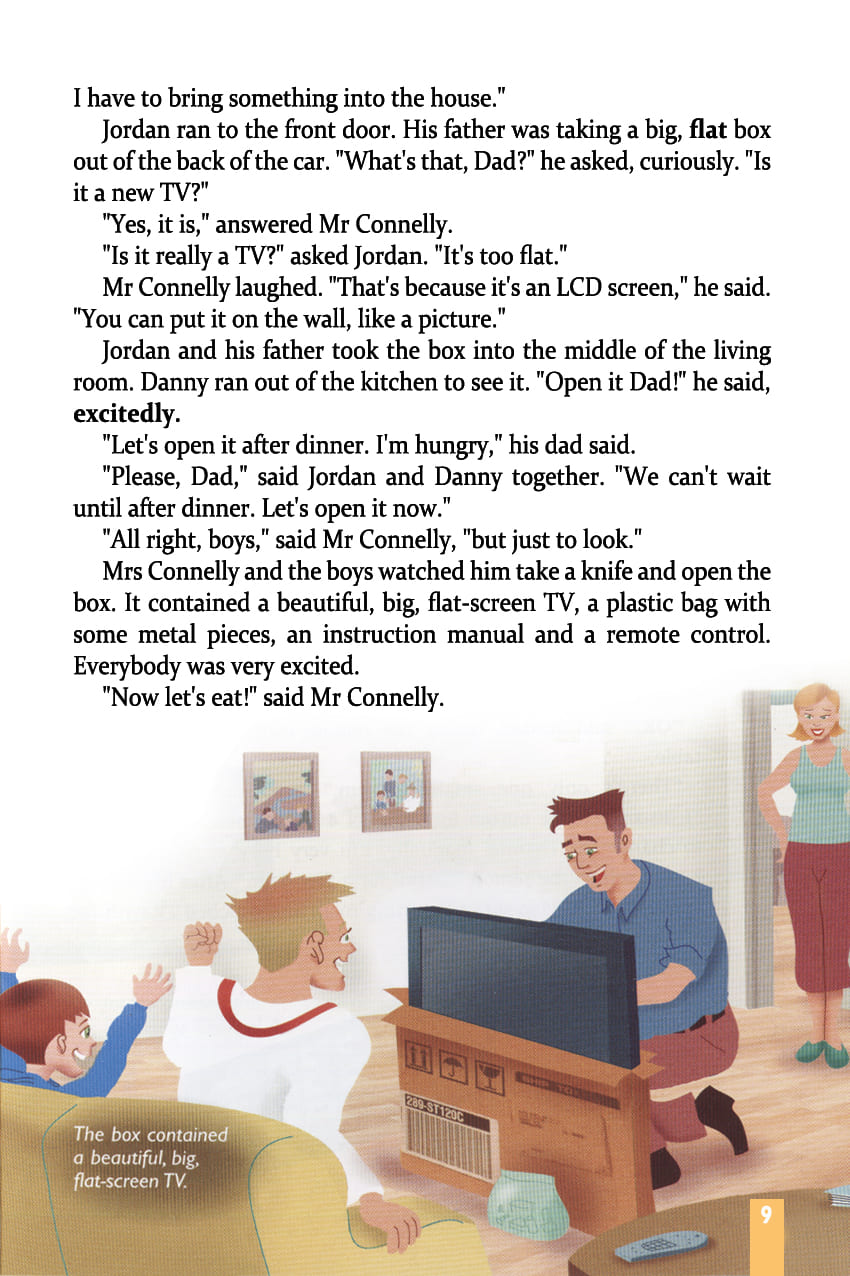 I have to bring something into the house."
Jordan ran to the front door. His father was taking a big, flat box
out of the back of the car. "What's that, Dad?" he asked, curiously. "Is
it a new TV?"
"Yes, it is," answered Mr Connelly.
"Is it really a TV?" asked Jordan. "It's too flat."
Mr Connelly laughed. "That's because it's an LCD screen," he said.
"You can put it on the wall, like a picture."
Jordan and his father took the box into the middle of the living
room. Danny ran out of the kitchen to see it. "Open it Dad!" he said,
excitedly.
"Let's open it after dinner. I'm hungry," his dad said.
"Please, Dad," said Jordan and Danny together. "We can't wait
until after dinner. Let's open it now."
"All right, boys," said Mr Connelly, "but just to look."
Mrs Connelly and the boys watched him take a knife and open the
box. It contained a beautiful, big, flat-screen TV, a plastic bag with
some metal pieces, an instruction manual and a remote control.
Everybody was very excited.
"Now let's eat!" said Mr Connelly.
289-ST120C
The box contained
a beautiful, big,
flat-screen TV.
9